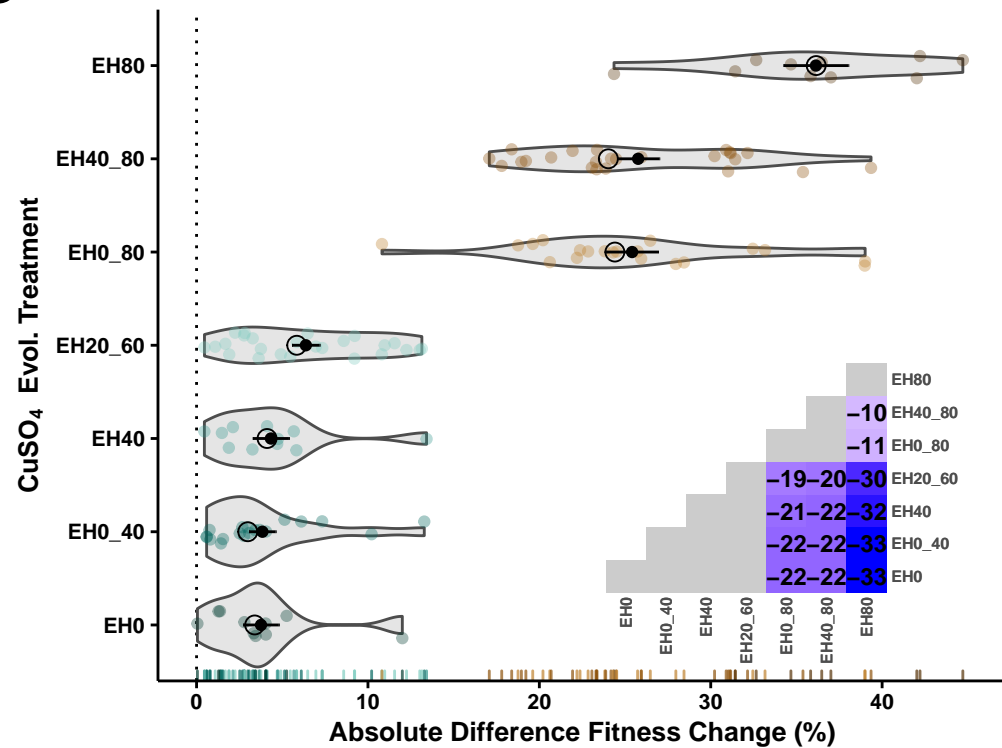 EH80
EH40_80
EH0_80
EH20_60
EH40
EH0_40
EH0
CuSO4 Evol. Treatment
EH80
−10 EH40_80
−11 EH0_80
−19 −20 −30 EH20_60
−21 −22 −32 EH40
−22 −22 −33 EH0_40
−22 −22 −33 EH0
EH0 EH0_40 EH40 EH20_60 EH0_80 EH40_80 EH80
0 10 20 30 40
Absolute Difference Fitness Change (%)